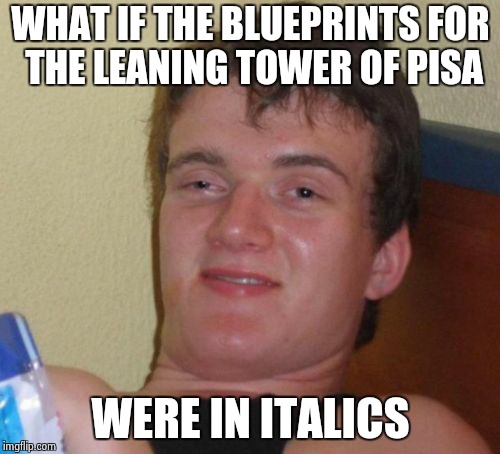 WHAT IF THE BLUEPRINTS FOR
THE LEANING TOWER OF PISA
WERE IN ITALICS
imgflip.com